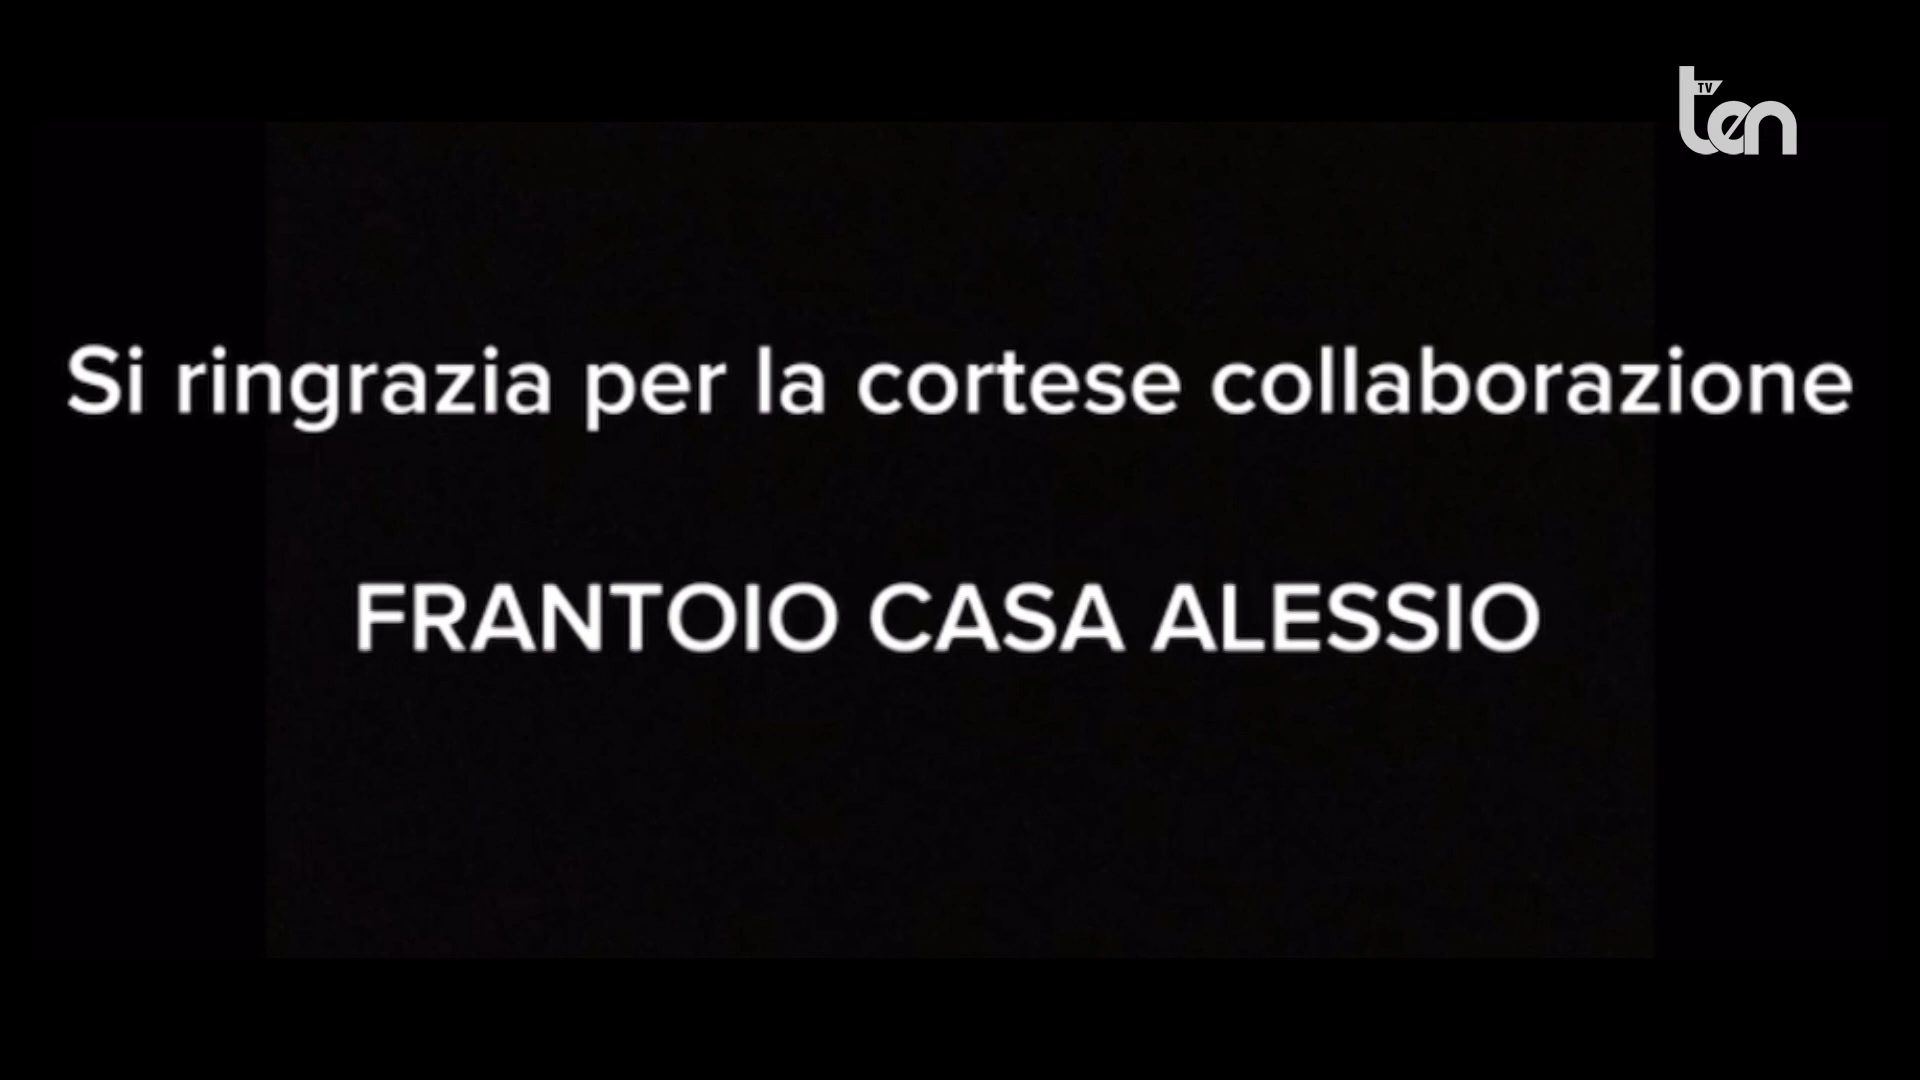 TV
ten
Si ringrazia per la cortese collaborazione
FRANTOIO CASA ALESSIO